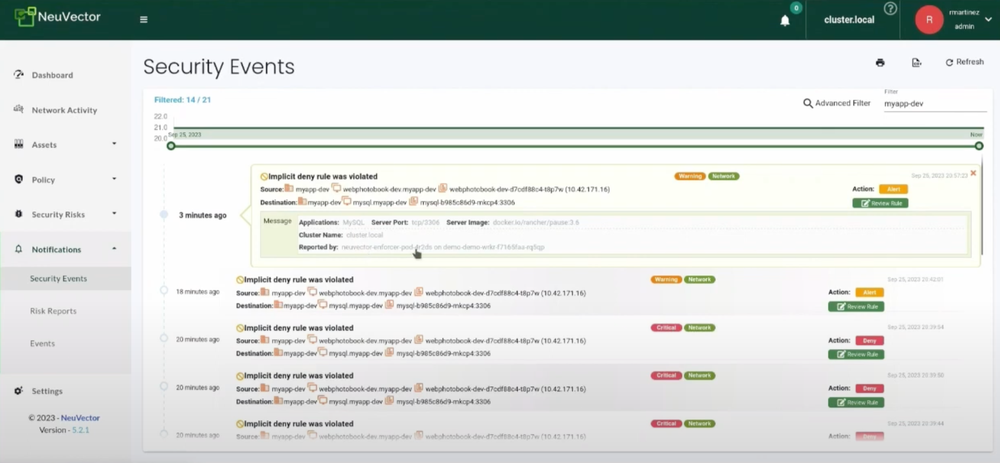 NeuVector
0
cluster.local
?
R
rmartinez
admin
Dashboard
Network Activity
Assets
Policy
Security Risks
Notifications
Security Events
Risk Reports
Events
Settings
© 2023 - NeuVector
Version - 5.2.1
Security Events
CSV
Refresh
Filtered: 14 / 21
Advanced Filter
Filter
myapp-dev
22.0
21.0
20.0
Sep 25, 2023
Now
3 minutes ago
Implicit deny rule was violated
Warning Network
Sep 25, 2023 20:57:23
Source: myapp-dev webphotobook-dev.myapp-dev webphotobook-dev-d7cdf88c4-t8p7w (10.42.171.16)
Action: Alert
Destination: myapp-dev mysql.myapp-dev mysql-b985c86d9-mkcp4:3306
Review Rule
Message
Applications: MySQL Server Port: tcp/3306 Server Image: docker.io/rancher/pause:3.6
Cluster Name: cluster.local
Reported by: neuvector-enforcer-pod-4r2ds on demo-demo-wrkr-f7165faa-rq5qp
18 minutes ago
Implicit deny rule was violated
Warning Network
Sep 25, 2023 20:42:01
Source: myapp-dev webphotobook-dev.myapp-dev webphotobook-dev-d7cdf88c4-t8p7w (10.42.171.16)
Action: Alert
Destination: myapp-dev mysql.myapp-dev mysql-b985c86d9-mkcp4:3306
Review Rule
20 minutes ago
Implicit deny rule was violated
Critical Network
Sep 25, 2023 20:39:54
Source: myapp-dev webphotobook-dev.myapp-dev webphotobook-dev-d7cdf88c4-t8p7w (10.42.171.16)
Action: Deny
Destination: myapp-dev mysql.myapp-dev mysql-b985c86d9-mkcp4:3306
Review Rule
20 minutes ago
Implicit deny rule was violated
Critical Network
Sep 25, 2023 20:39:50
Source: myapp-dev webphotobook-dev.myapp-dev webphotobook-dev-d7cdf88c4-t8p7w (10.42.171.16)
Action: Deny
Destination: myapp-dev mysql.myapp-dev mysql-b985c86d9-mkcp4:3306
Review Rule
20 minutes ago
Implicit deny rule was violated
Critical Network
Sep 25, 2023 20:39:44
Source: myapp-dev webphotobook-dev.myapp-dev webphotobook-dev-d7cdf88c4-t8p7w (10.42.171.16)
Action: Deny